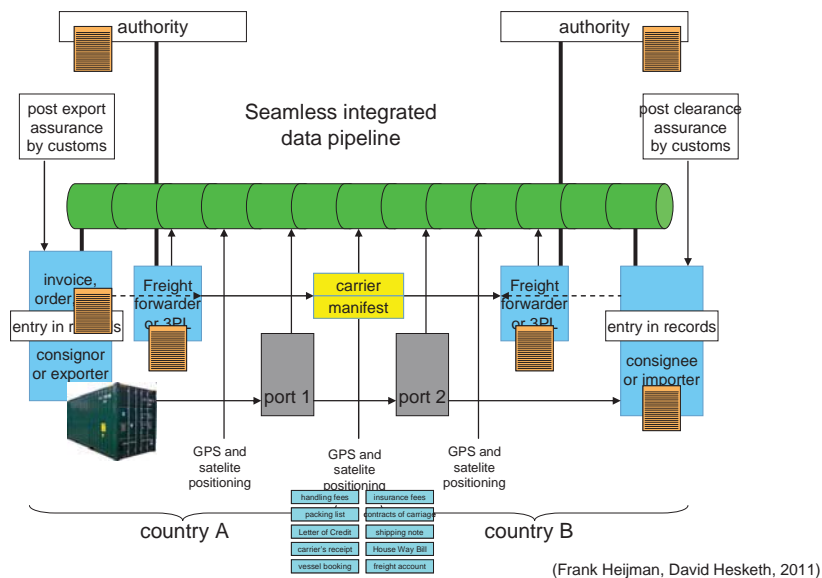 authority
authority
post export
assurance
by customs
Seamless integrated
data pipeline
post clearance
assurance
by customs
invoice,
order,
entry in
consignor
or exporter
Freight
forwarder
or 3PL
carrier
manifest
Freight
forwarder
or 3PL
entry in records
consignee
or importer
port 1
port 2
GPS and
satelite
positioning
GPS and
satelite
positioning
GPS and
satelite
positioning
handling fees
insurance fees
packing list
contracts of carriage
Letter of Credit
shipping note
carrier's receipt
House Way Bill
vessel booking
freight account
country A
country B
(Frank Heijman, David Hesketh, 2011)